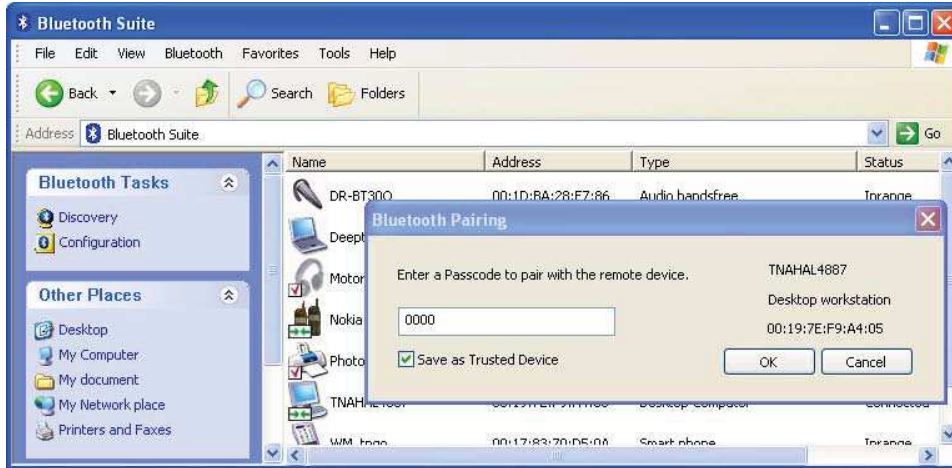 Bluetooth Suite
File Edit View Bluetooth Favorites Tools Help
Back Search Folders
Address Bluetooth Suite Go
Name Address Type Status
Bluetooth Tasks
Discovery
Configuration
Other Places
Desktop
My Computer
My document
My Network place
Printers and Faxes
DR-BT30Q 00:1D:BA:28:F7:86 Audio handsfree Inrange
Deept
Motor
Nokia
Photo
Bluetooth Pairing
Enter a Passcode to pair with the remote device.
0000
Save as Trusted Device
TNAHAL4887
Desktop workstation
00:19:7E:F9:A4:05
OK Cancel
Desktop Computer Connected
00:17:83:70:D5:0A Smart phone Inrange